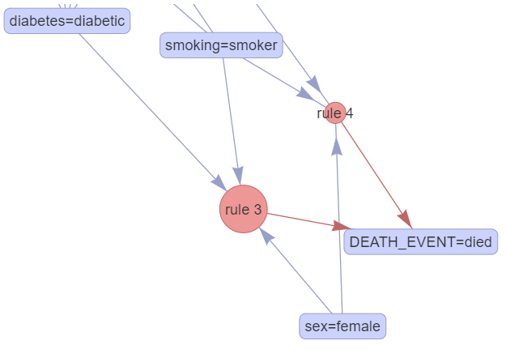 diabetes=diabetic
smoking=smoker
rule 4
rule 3
DEATH_EVENT=died
sex=female